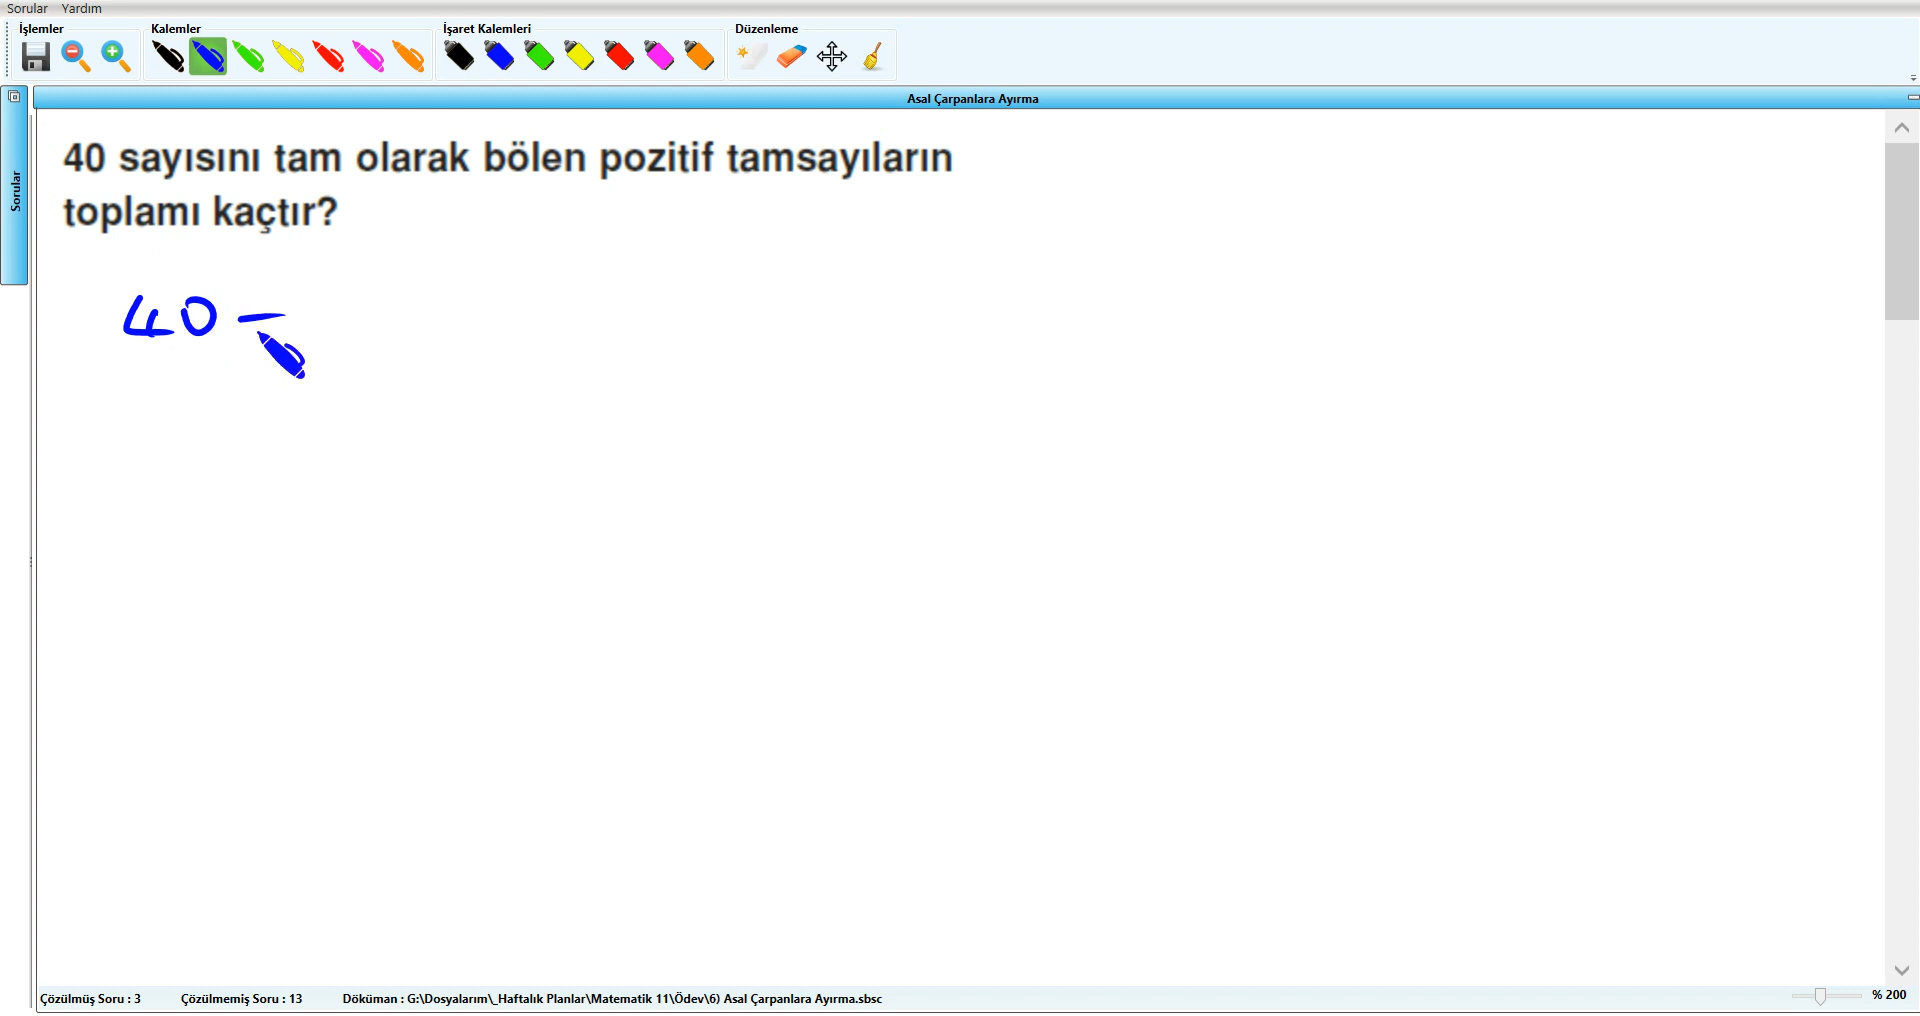 Sorular Yardım
İşlemler Kalemler İşaret Kalemleri Düzenleme
Asal Çarpanlara Ayırma
Sorular
40 sayısını tam olarak bölen pozitif tamsayıların
toplamı kaçtır?
40 =
Çözülmüş Soru : 3 Çözülmemiş Soru : 13 Döküman : G:\Dosyalarım\_Haftalık Planlar\Matematik 11\Ödev\6) Asal Çarpanlara Ayırma.sbsc % 200